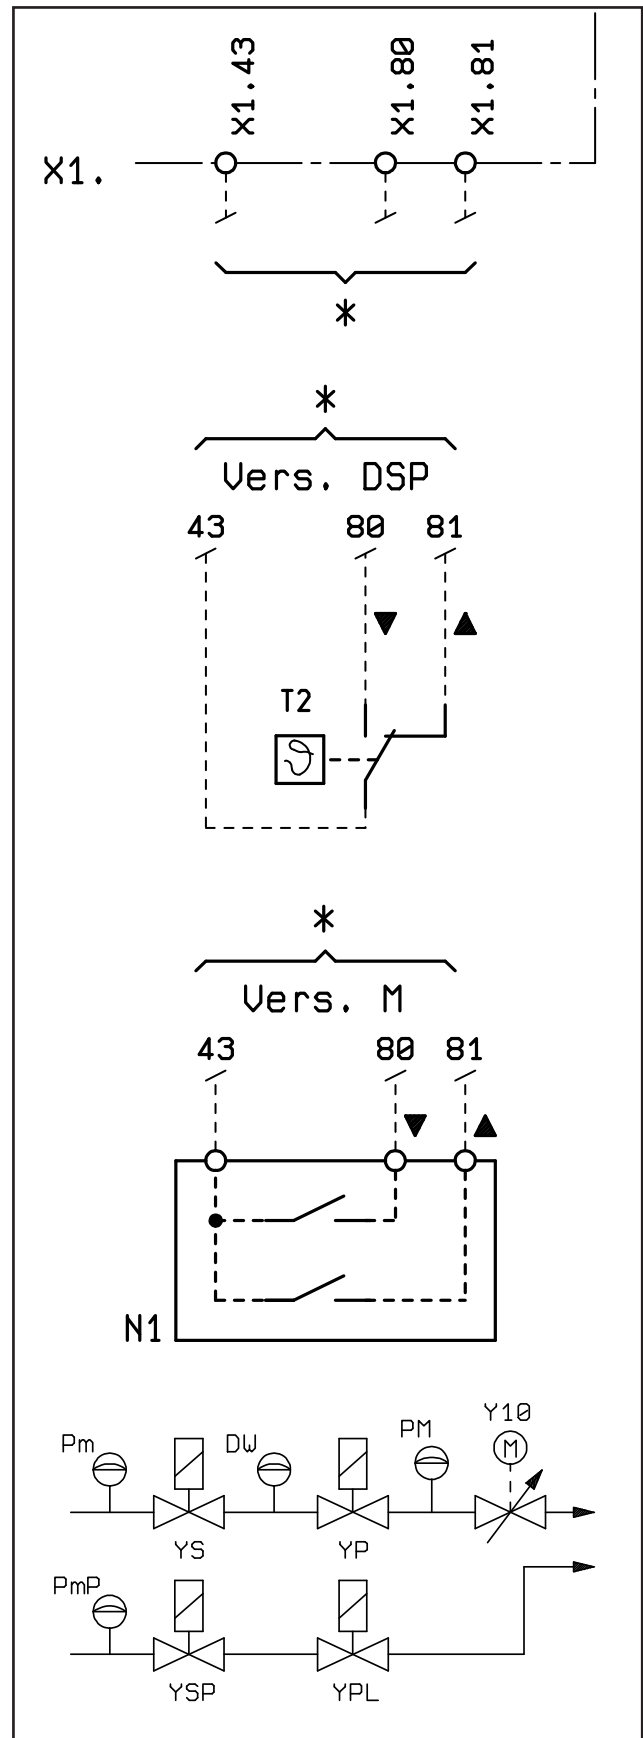 X1.43 X1.80 X1.81
X1.
*
*
Vers. DSP
43 80 81
T2
*
Vers. M
43 80 81
N1
Y10
Pm DW PM
M
YS YP
PmP
YSP YPL